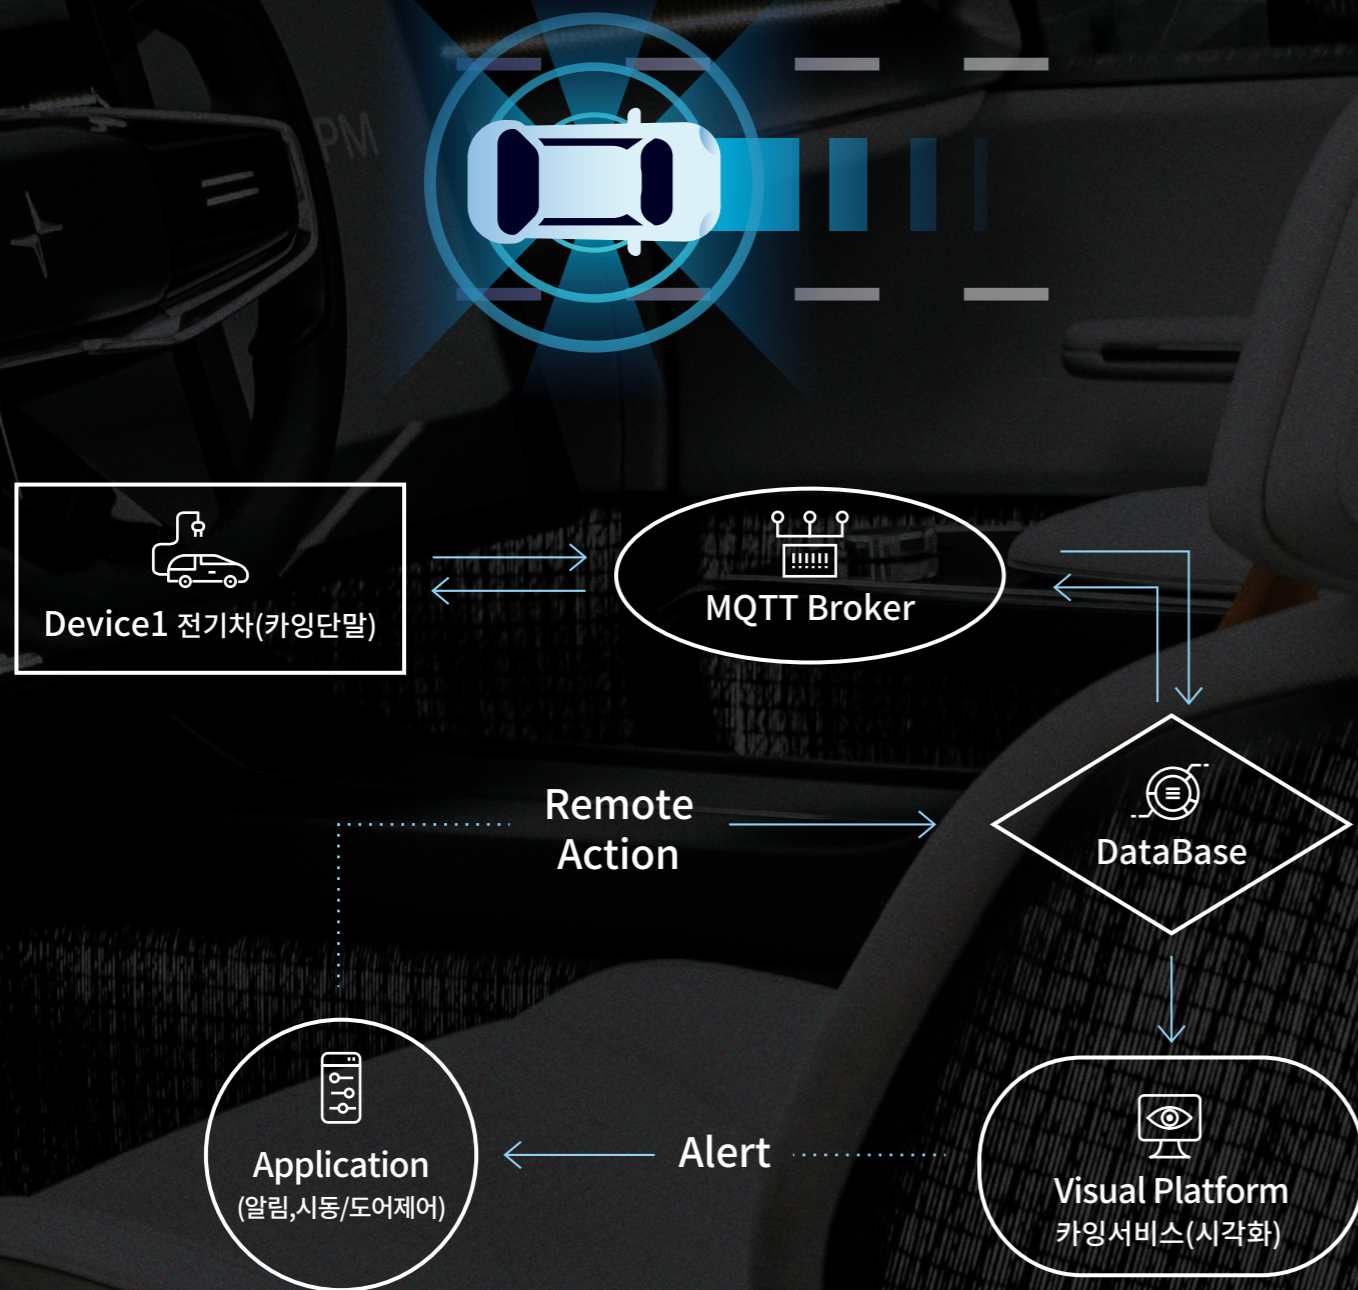 PM
Device1 전기차(카잉단말)
MQTT Broker
Remote
Action
DataBase
Application
(알림,시동/도어제어)
Alert
Visual Platform
카잉서비스(시각화)